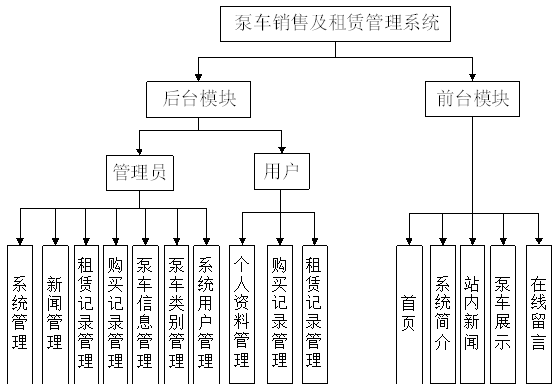 泵车销售及租赁管理系统
后台模块
前台模块
管理员
用户
系统管理
新闻管理
租赁记录管理
购买记录管理
泵车信息管理
泵车类别管理
系统用户管理
个人资料管理
购买记录管理
租赁记录管理
首页
系统简介
站内新闻
泵车展示
在线留言